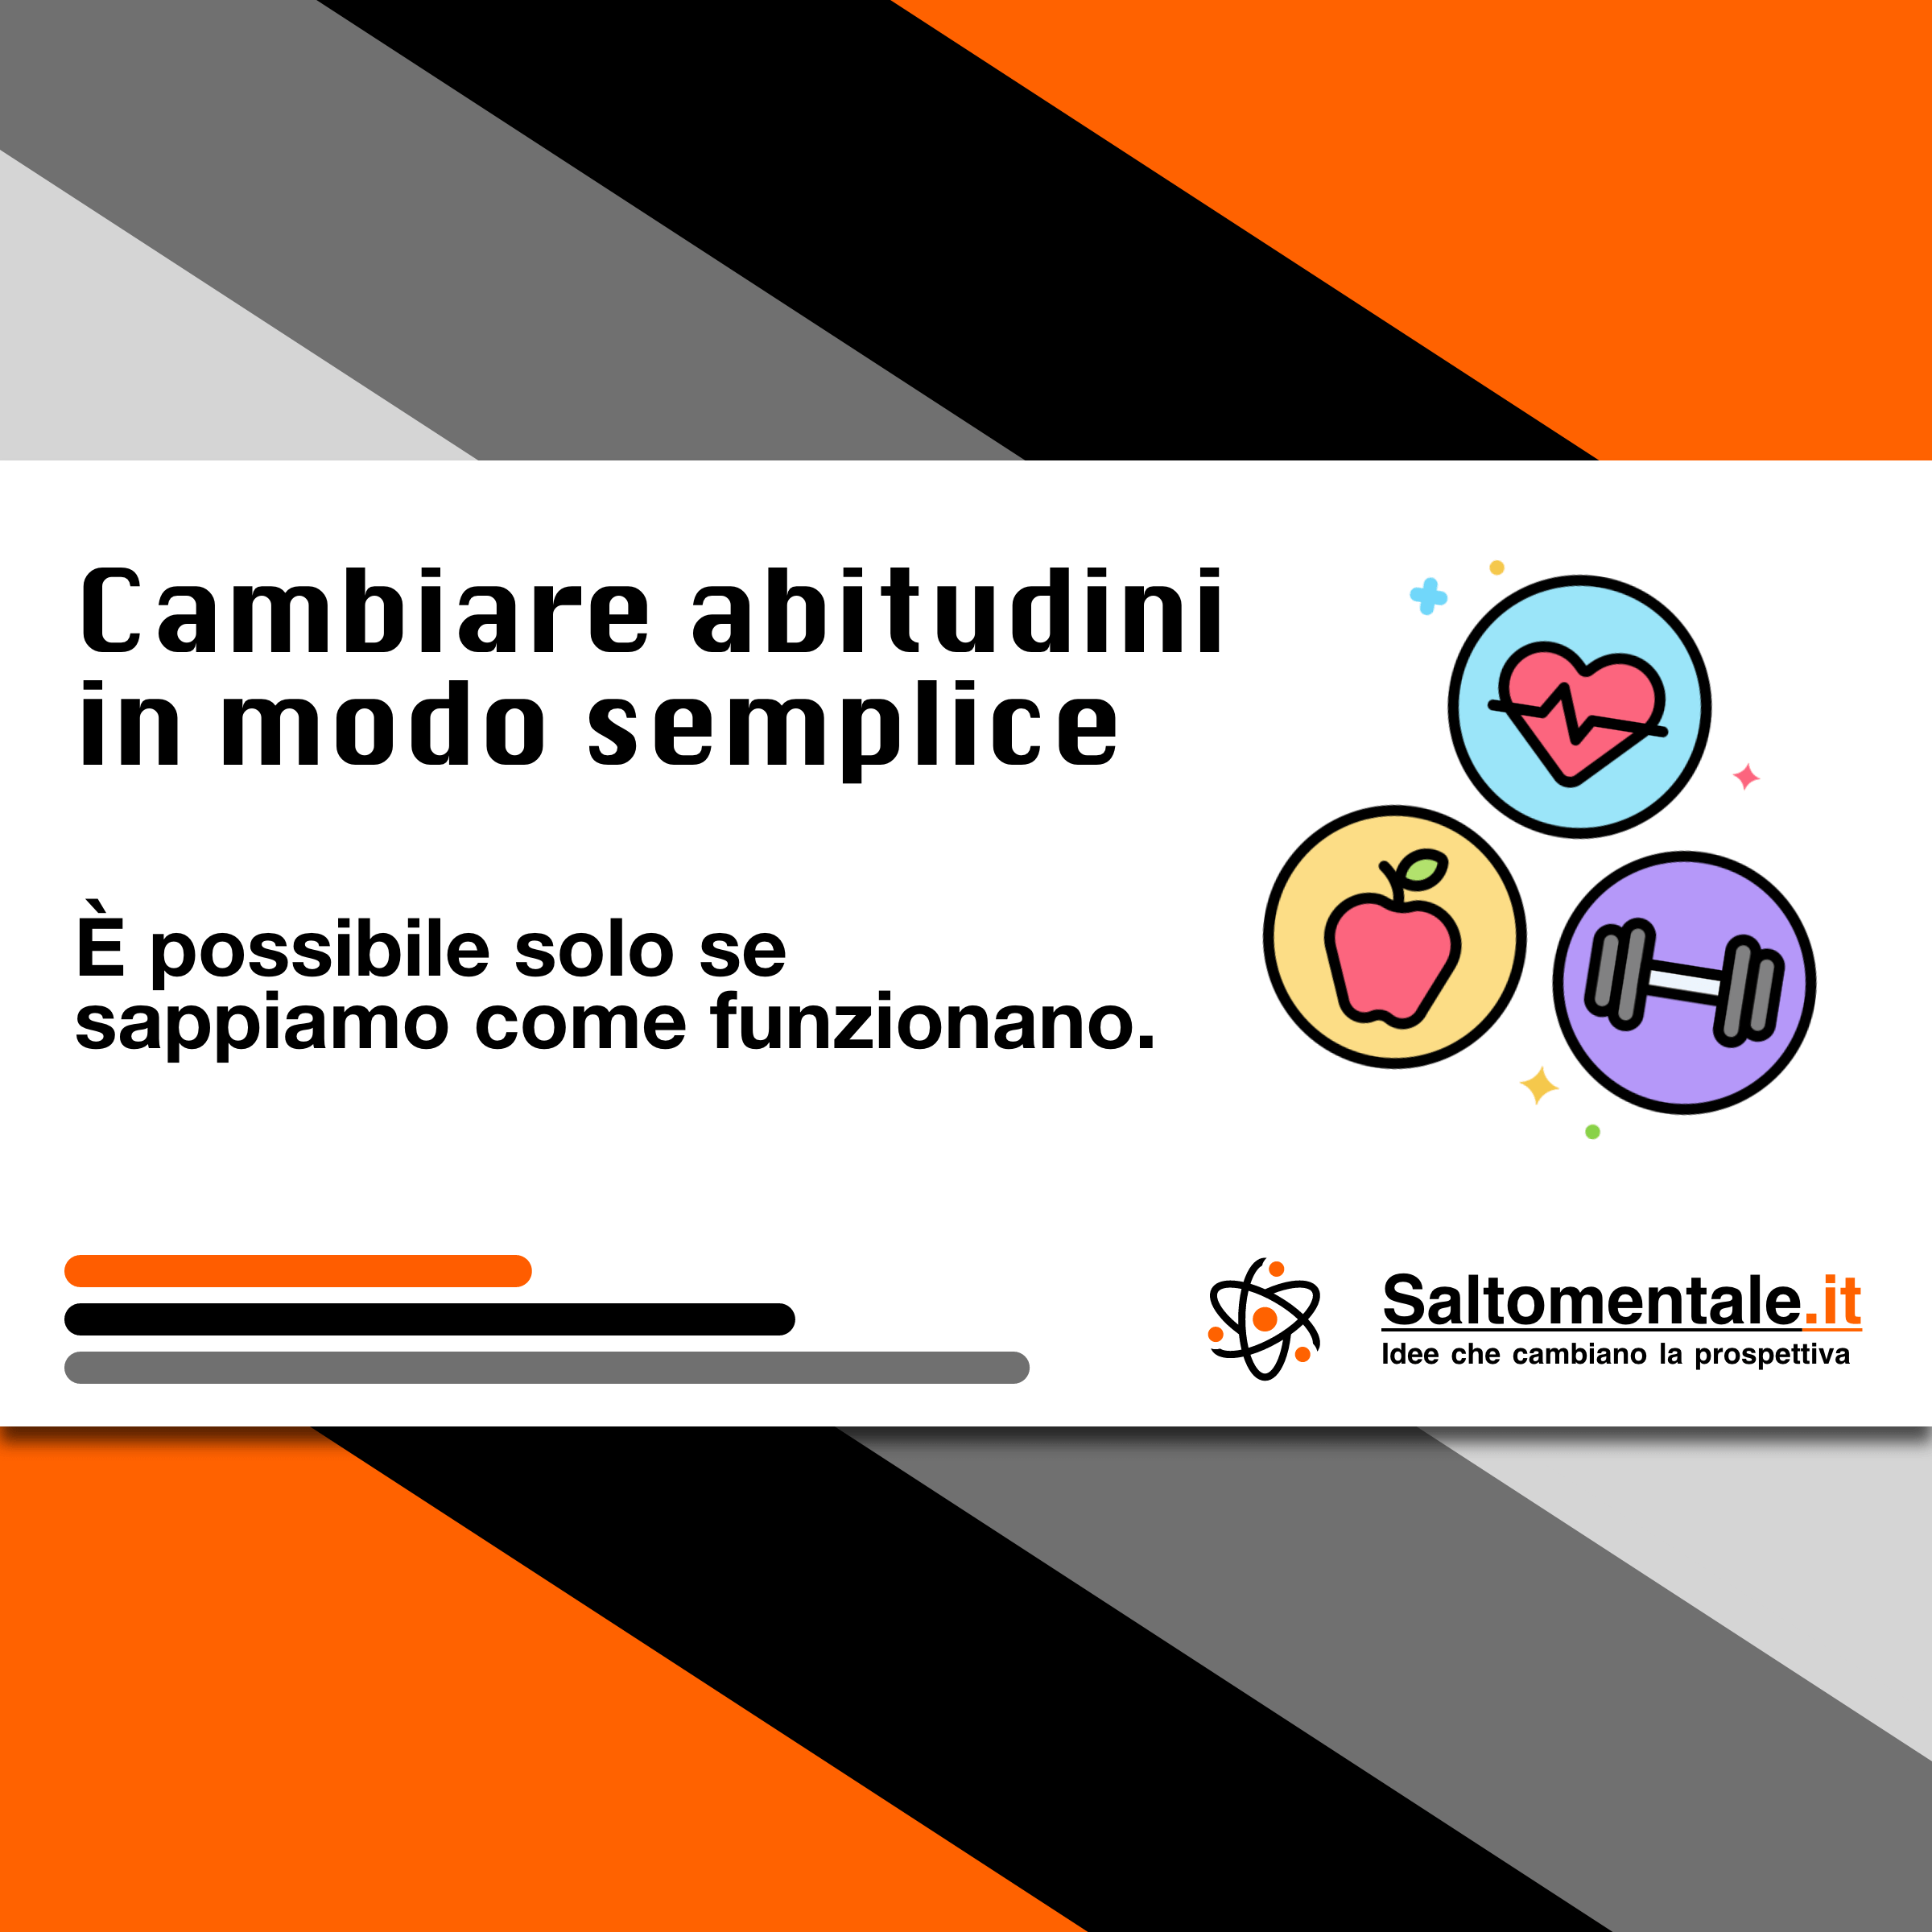 Cambiare abitudini
in modo semplice
È possibile solo se
sappiamo come funzionano.
Saltomentale.it
Idee che cambiano la prospettiva